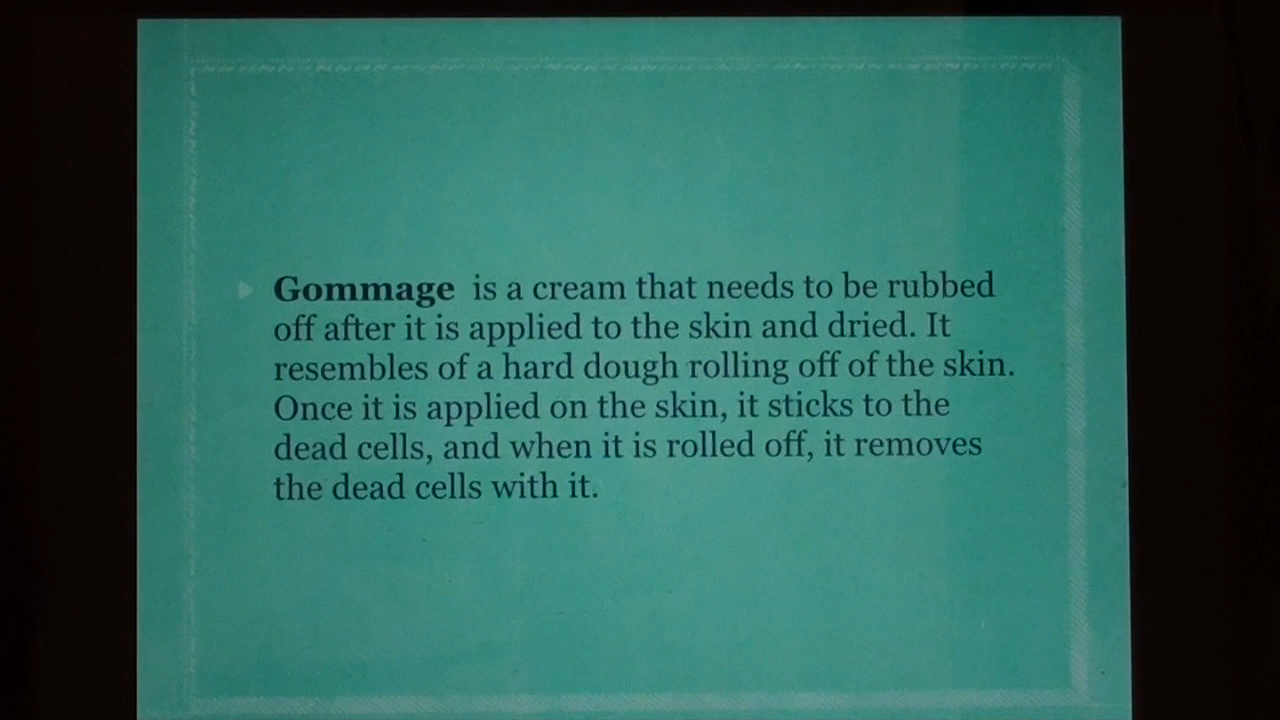 Gommage is a cream that needs to be rubbed
off after it is applied to the skin and dried. It
resembles of a hard dough rolling off of the skin.
Once it is applied on the skin, it sticks to the
dead cells, and when it is rolled off, it removes
the dead cells with it.